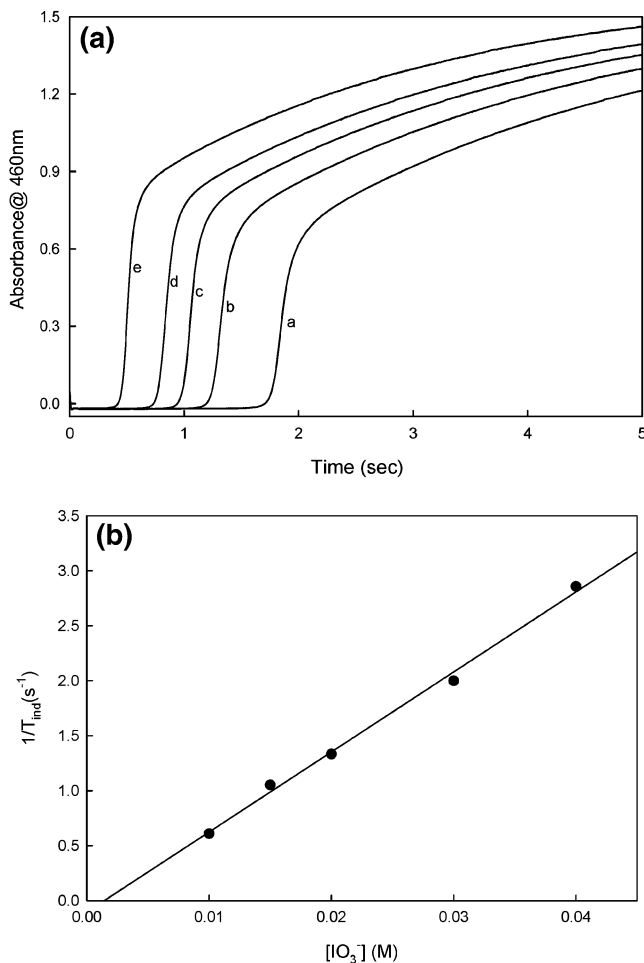 (a)
Absorbance@ 460nm
1.5
1.2
0.9
0.6
0.3
0.0
e
d
c
b
a
0 1 2 3 4 5
Time (sec)
(b)
1/T_ind(s⁻¹)
3.5
3.0
2.5
2.0
1.5
1.0
0.5
0.0
0.00 0.01 0.02 0.03 0.04
[IO₃⁻] (M)